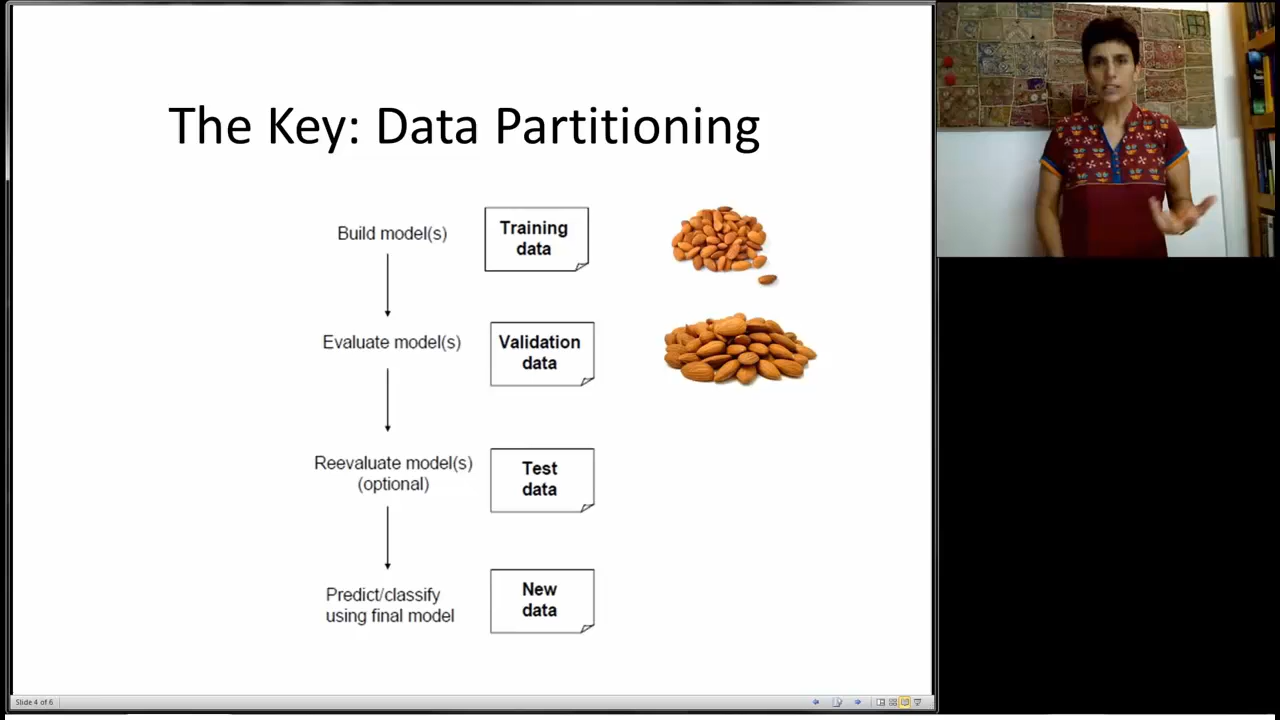 The Key: Data Partitioning
Build model(s)
Training
data
Evaluate model(s)
Validation
data
Reevaluate model(s)
(optional)
Test
data
Predict/classify
using final model
New
data
Slide 4 of 6